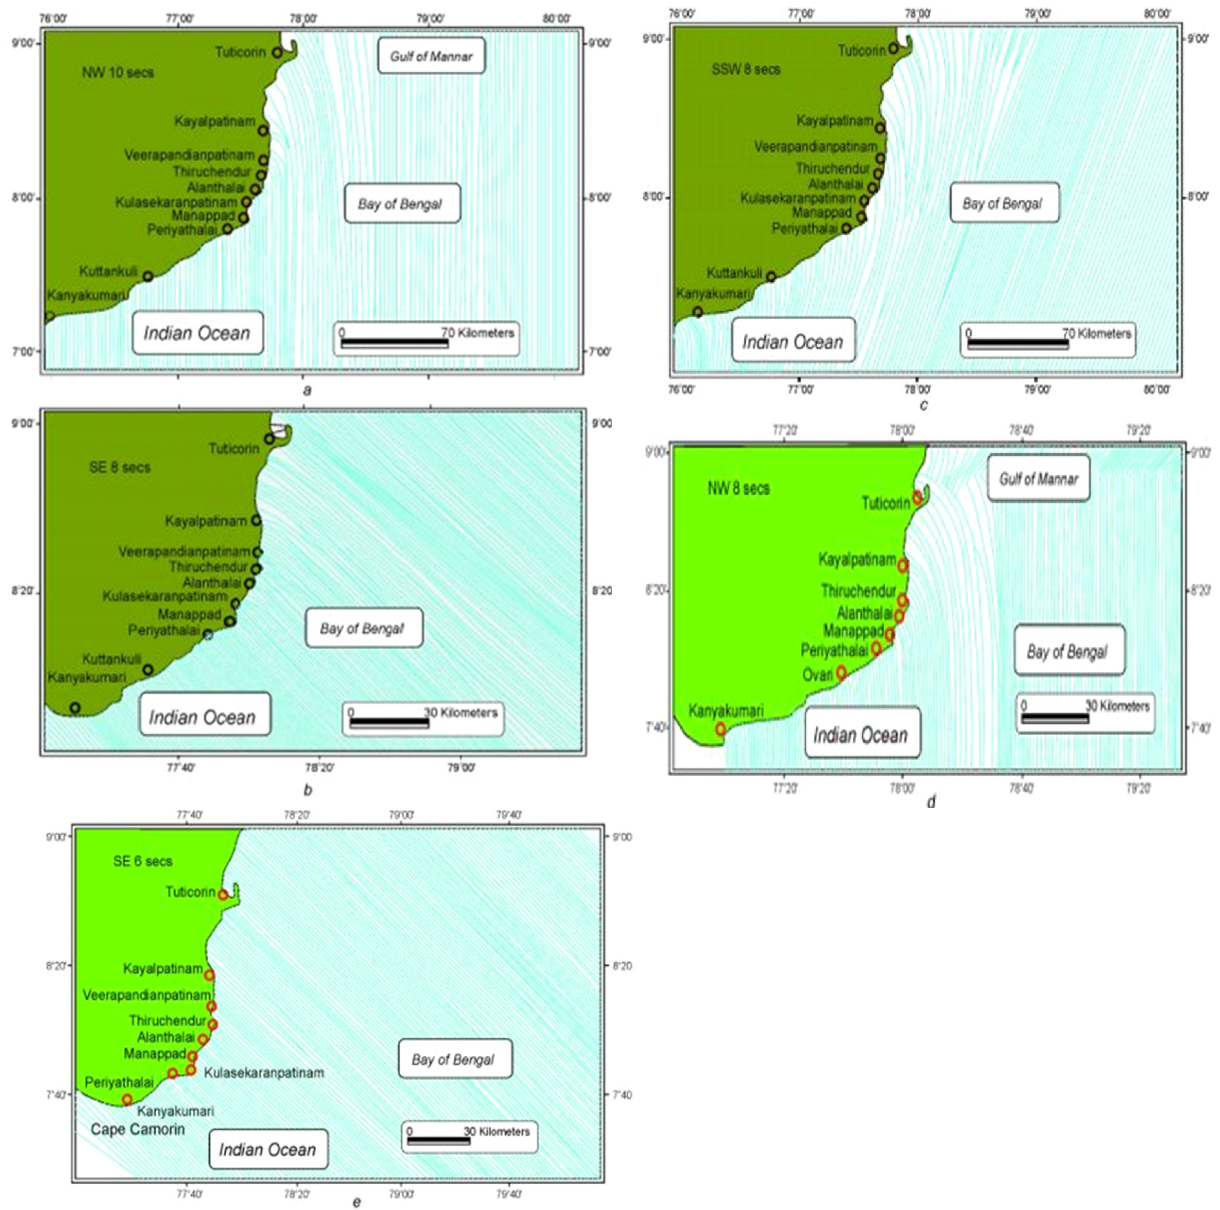 76'00' 77'00' 78'00' 79'00' 80'00'
9'00' 9'00'
Tuticorin
Gulf of Mannar
NW 10 secs
Kayalpatinam
Veerapandianpatinam
Thiruchendur
Alanthalai
8'00' 8'00'
Kulasekaranpatinam
Bay of Bengal
Manappad
Periyathalai
Kuttankuli
Kanyakumari
Indian Ocean
0 70 Kilometers
7'00' 7'00'
a
76'00' 77'00' 78'00' 79'00' 80'00'
9'00' 9'00'
Tuticorin
SSW 8 secs
Kayalpatinam
Veerapandianpatinam
Thiruchendur
Alanthalai
8'00' 8'00'
Kulasekaranpatinam
Bay of Bengal
Manappad
Periyathalai
Kuttankuli
Kanyakumari
Indian Ocean
0 70 Kilometers
76'00' 77'00' 78'00' 79'00' 80'00'
c
9'00' 9'00
Tuticorin
SE 8 secs
Kayalpatinam
Veerapandianpatinam
Thiruchendur
Alanthalai
8'20' 8'20
Kulasekaranpatinam
Manappad
Periyathalai
Bay of Bengal
Kuttankuli
Kanyakumari
Indian Ocean
0 30 Kilometers
77'40' 78'20' 79'00'
b
77'20' 78'00' 78'40' 79'20'
9'00' 9'00'
NW 8 secs
Gulf of Mannar
Tuticorin
Kayalpatinam
8'20' 8'20'
Thiruchendur
Alanthalai
Manappad
Periyathalai
Bay of Bengal
Ovari
Kanyakumari
0 30 Kilometers
7'40' 7'40'
Indian Ocean
77'20' 78'00' 78'40' 79'20'
d
77'40' 78'20' 79'00' 79'40'
9'00' 9'00
SE 6 secs
Tuticorin
8'20' 8'20
Kayalpatinam
Veerapandianpatinam
Thiruchendur
Alanthalai
Manappad
Bay of Bengal
Kulasekaranpatinam
Periyathalai
7'40' 7'40
Kanyakumari
Cape Camorin
0 30 Kilometers
Indian Ocean
77'40' 78'20' 79'00' 79'40'
e